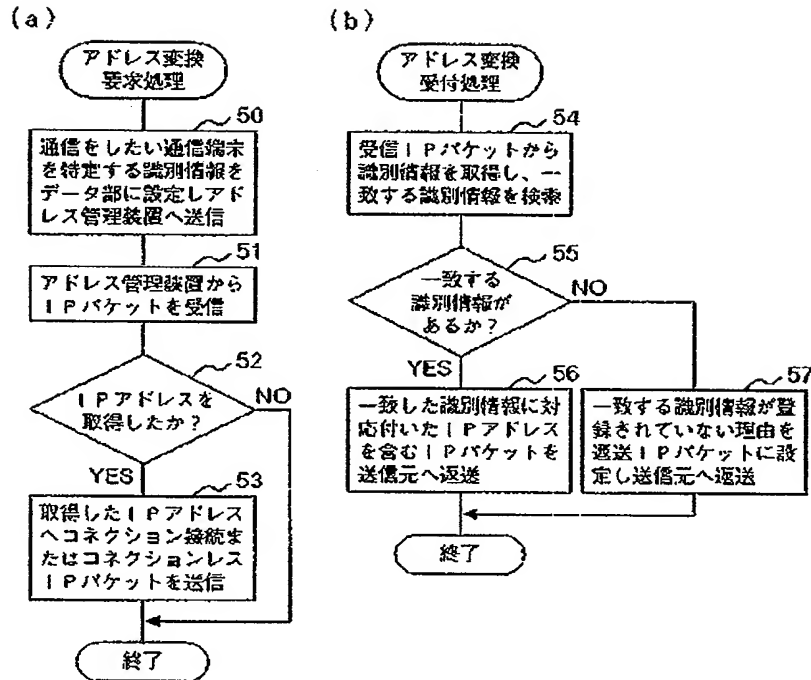 (a)
アドレス変換
要求処理
50
通信をしたい通信端末
を特定する識別情報を
データ部に設定しアド
レス管理装置へ送信
51
アドレス管理装置から
IPパケットを受信
52
IPアドレスを
取得したか?
NO
YES
53
取得したIPアドレス
へコネクション接続ま
たはコネクションレス
IPパケットを送信
終了
(b)
アドレス変換
受付処理
54
受信IPパケットから
識別情報を取得し、一
致する識別情報を検索
55
一致する
識別情報が
あるか?
NO
YES
56
一致した識別情報に対
応付いたIPアドレス
を含むIPパケットを
送信元へ返送
57
一致する識別情報が登
録されていない理由を
返送IPパケットに設
定し送信元へ返送
終了